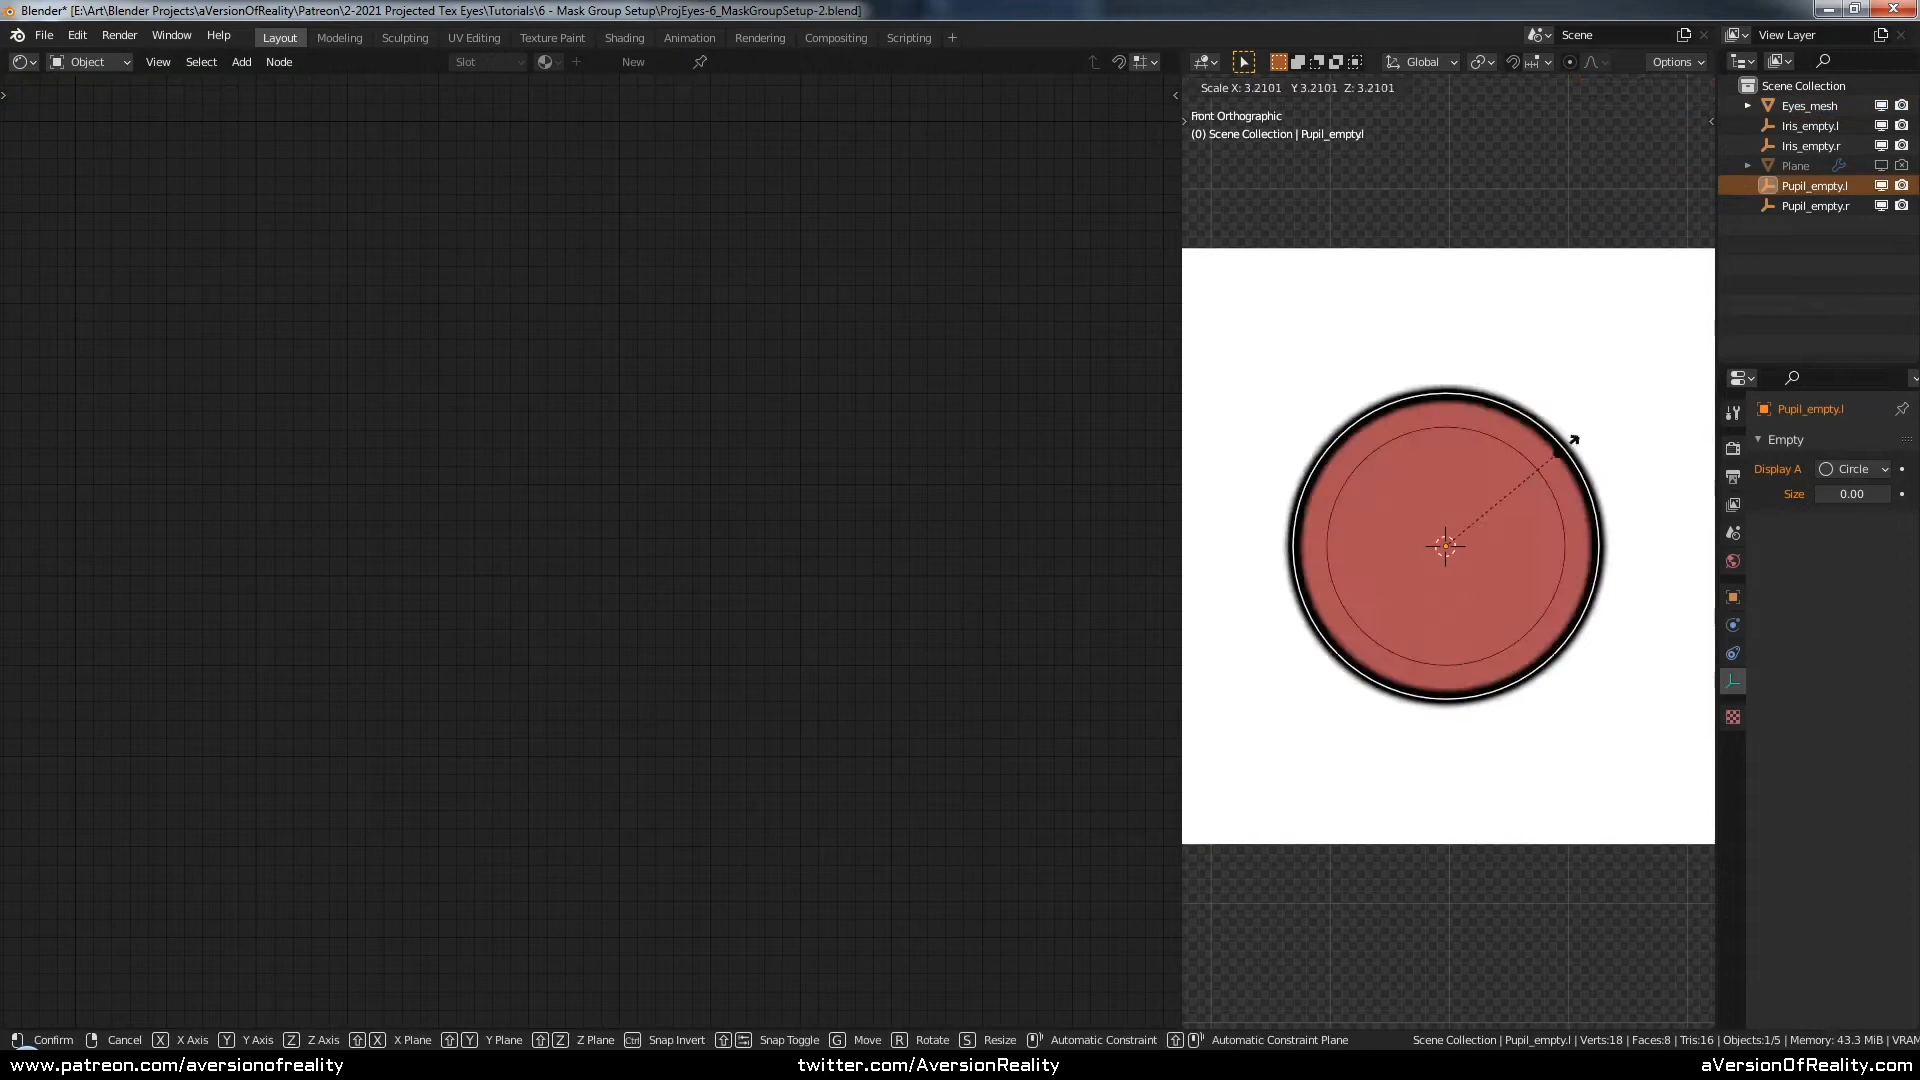 Blender* [E:\Art\Blender Projects\aVersionOfReality\Patreon\2-2021 Projected Tex Eyes\Tutorials\6 - Mask Group Setup\ProjEyes-6_MaskGroupSetup-2.blend]
File Edit Render Window Help Layout Modeling Sculpting UV Editing Texture Paint Shading Animation Rendering Compositing Scripting + Scene View Layer
Object View Select Add Node Slot New Global Options
Scale X: 3.2101 Y 3.2101 Z: 3.2101
Front Orthographic
(0) Scene Collection | Pupil_empty.l
Scene Collection
Eyes_mesh
Iris_empty.l
Iris_empty.r
Plane
Pupil_empty.l
Pupil_empty.r
Pupil_empty.l
Empty
Display A Circle
Size 0.00
Confirm Cancel X X Axis Y Y Axis Z Z Axis X X Plane Y Y Plane Z Z Plane Ctrl Snap Invert Snap Toggle G Move R Rotate S Resize Automatic Constraint Automatic Constraint Plane Scene Collection | Pupil_empty.l | Verts:18 | Faces:8 | Tris:16 | Objects:1/5 | Memory: 43.3 MiB | VRAM
www.patreon.com/aversionofreality twitter.com/AversionReality aVersionOfReality.com